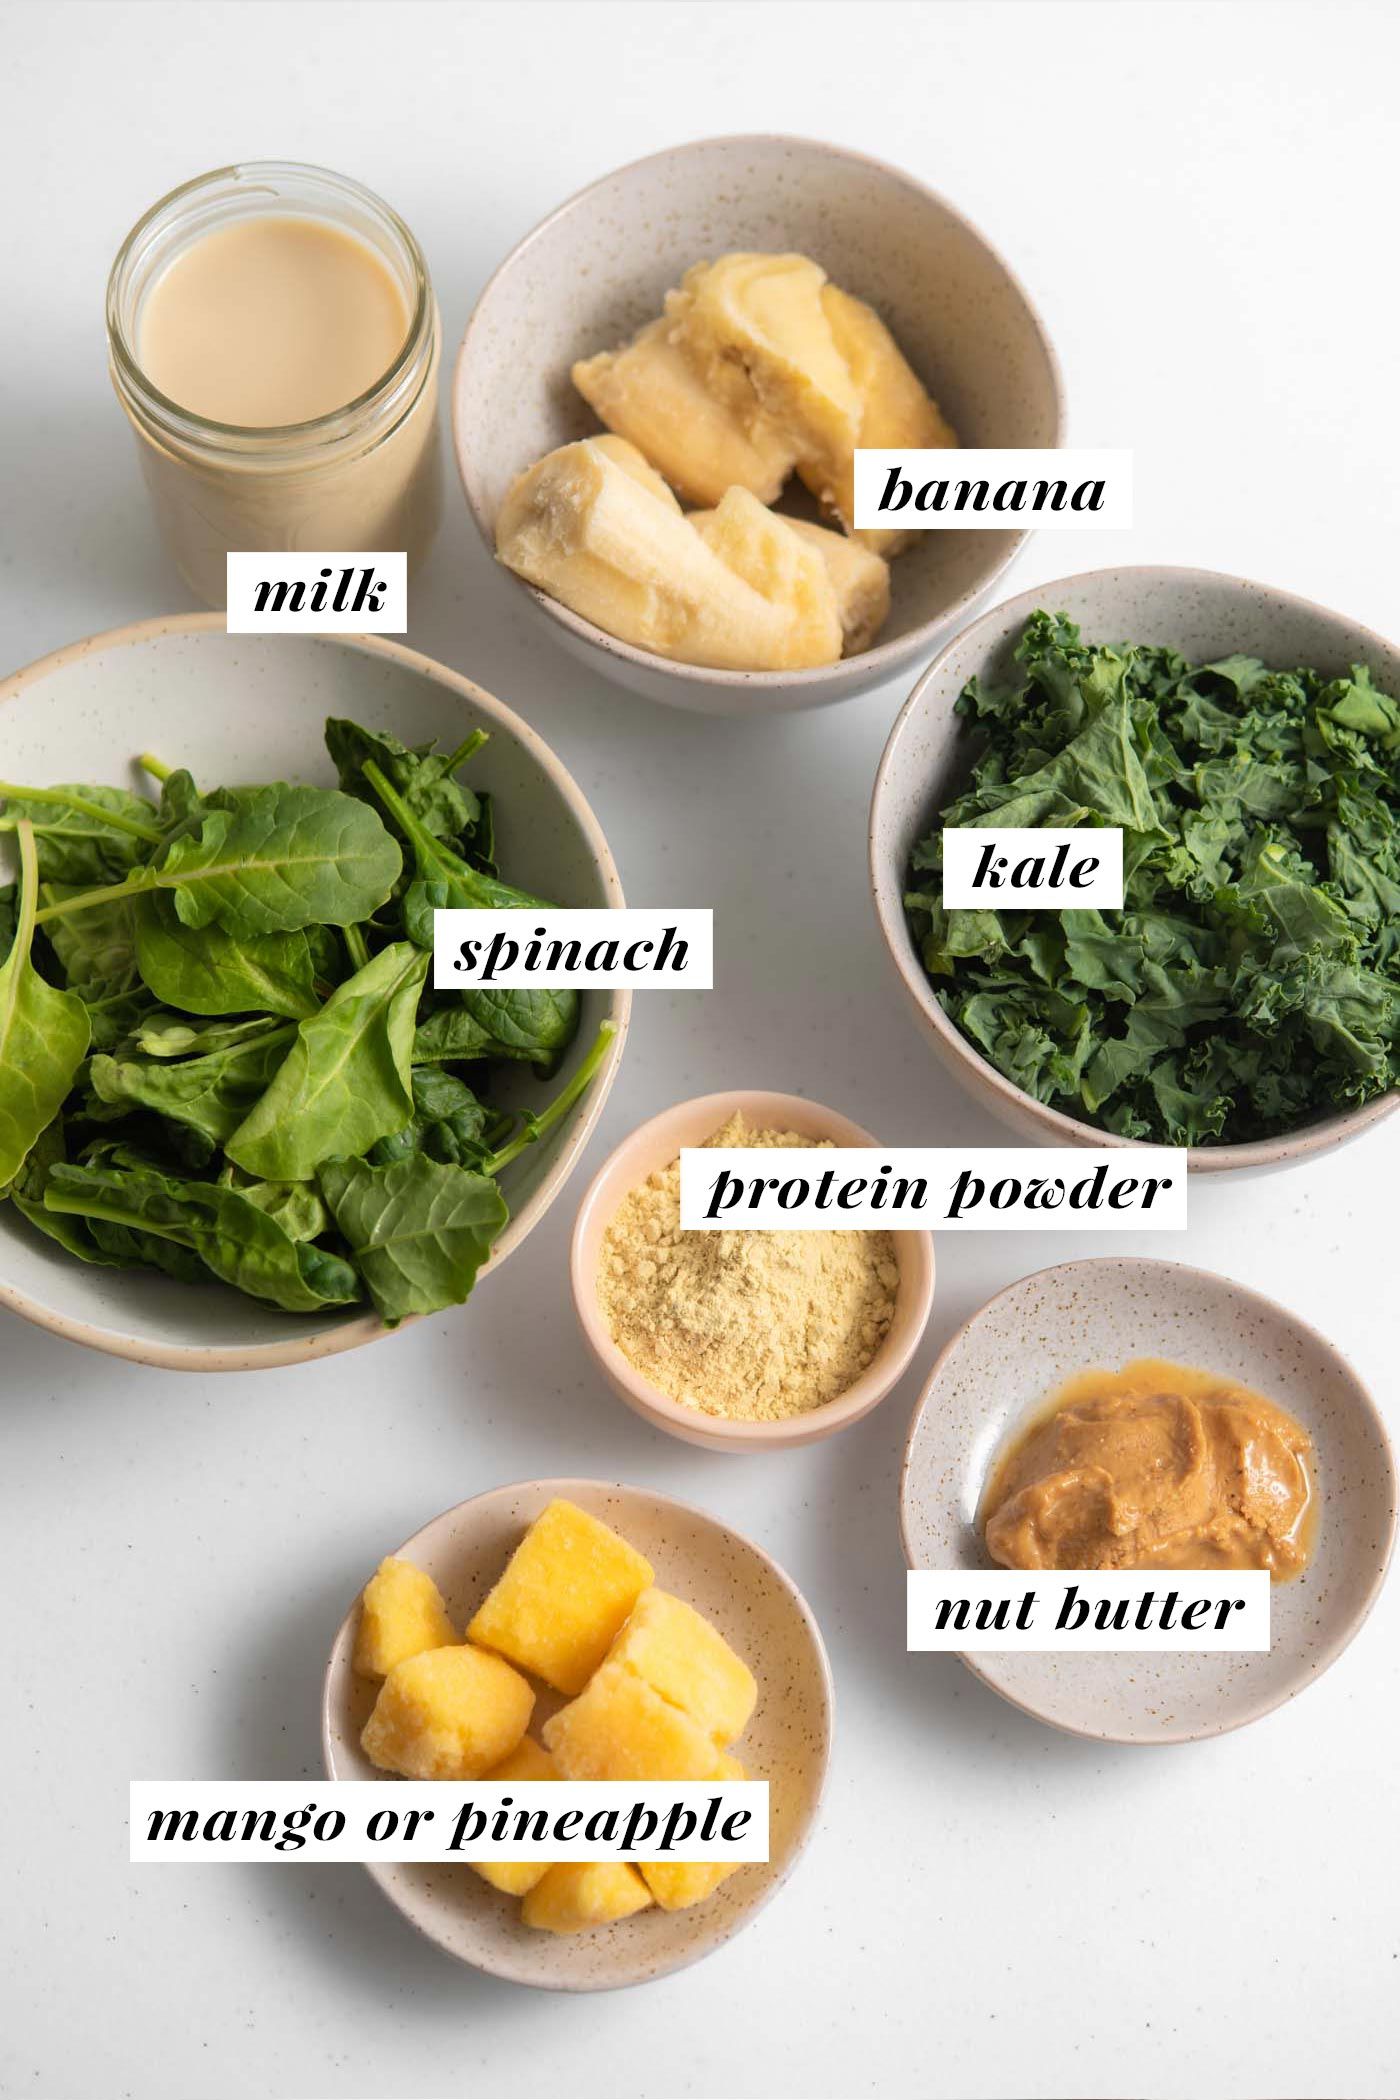 banana
milk
kale
spinach
protein powder
nut butter
mango or pineapple